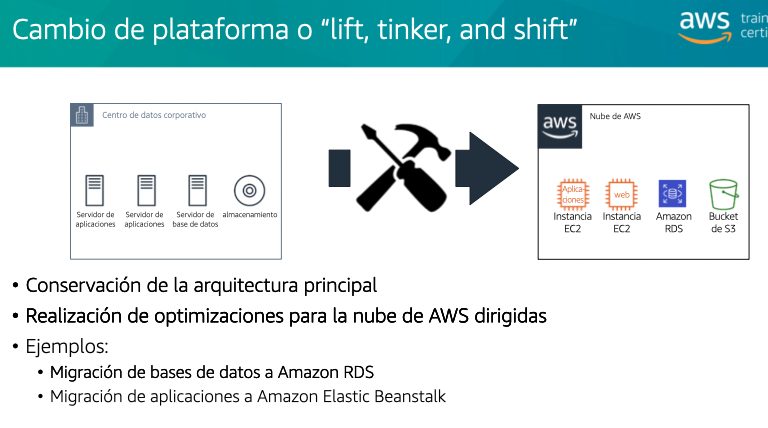 Cambio de plataforma o “lift, tinker, and shift”
aws
train
certi
Centro de datos corporativo
Servidor de
aplicaciones
Servidor de
aplicaciones
Servidor de
base de datos
almacenamiento
aws
Nube de AWS
Aplica-
ciones
Instancia
EC2
web
Instancia
EC2
Amazon
RDS
Bucket
de S3
• Conservación de la arquitectura principal
• Realización de optimizaciones para la nube de AWS dirigidas
• Ejemplos:
• Migración de bases de datos a Amazon RDS
• Migración de aplicaciones a Amazon Elastic Beanstalk